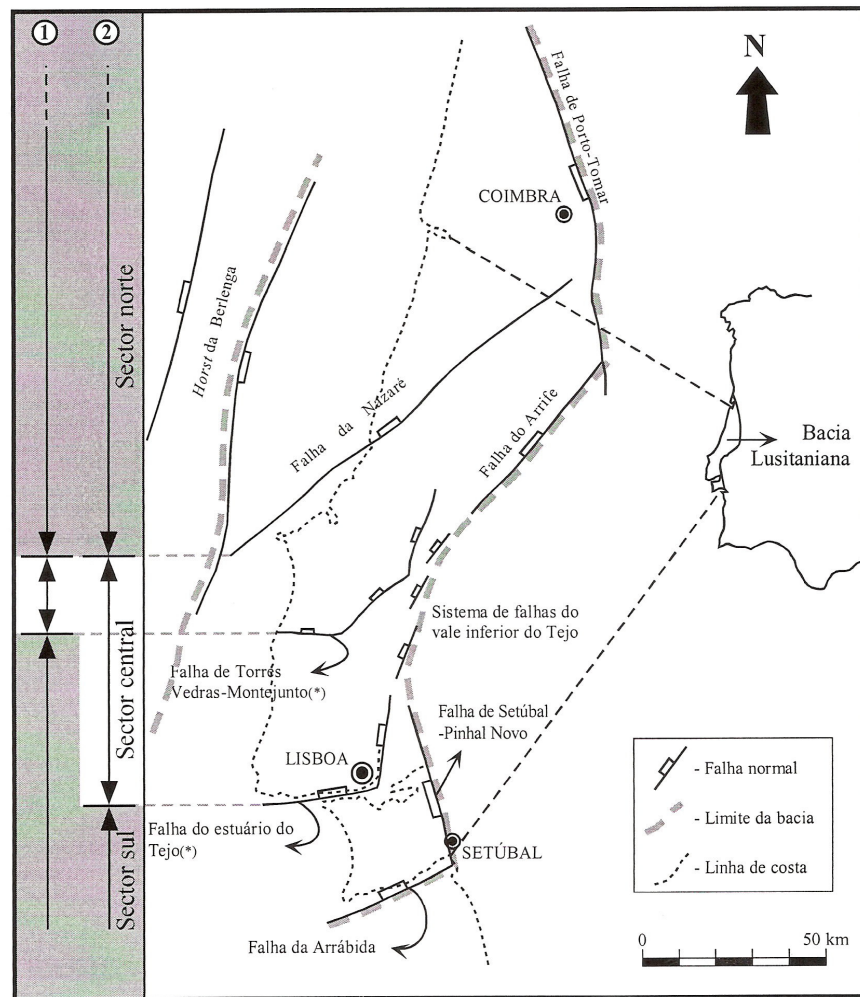 1
2
N
Falha de Porto-Tomar
COIMBRA
Sector norte
Horst da Berlenga
Falha da Nazaré
Falha do Arrife
Bacia
Lusitaniana
Sistema de falhas do
vale inferior do Tejo
Sector central
Falha de Torres
Vedras-Montejunto(*)
Falha de Setúbal
-Pinhal Novo
LISBOA
- Falha normal
- Limite da bacia
- Linha de costa
Falha do estuário do
Tejo(*)
SETÚBAL
Sector sul
Falha da Arrábida
0 50 km